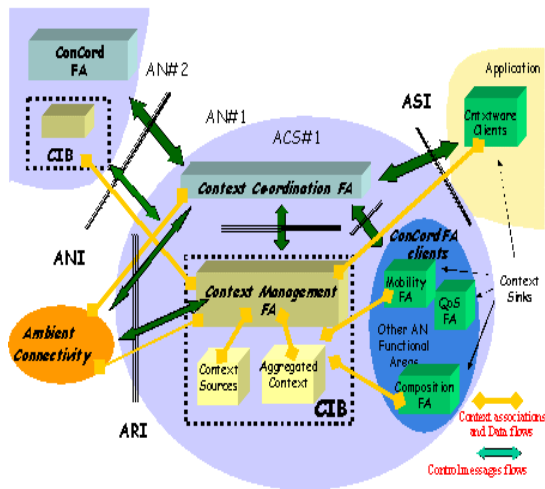 ConCord
FA
AN#2
Application
AN#1
ASI
Cntxtware
Clients
CIB
ACS#1
Context Coordination FA
ANI
ConCord FA
clients
Context Management
FA
Mobility
FA
QoS
FA
Context
Sinks
Ambient
Connectivity
Other AN
Functional
Areas
Context
Sources
Aggregated
Context
Composition
FA
CIB
ARI
Context associations
and Data flows
Control messages flows